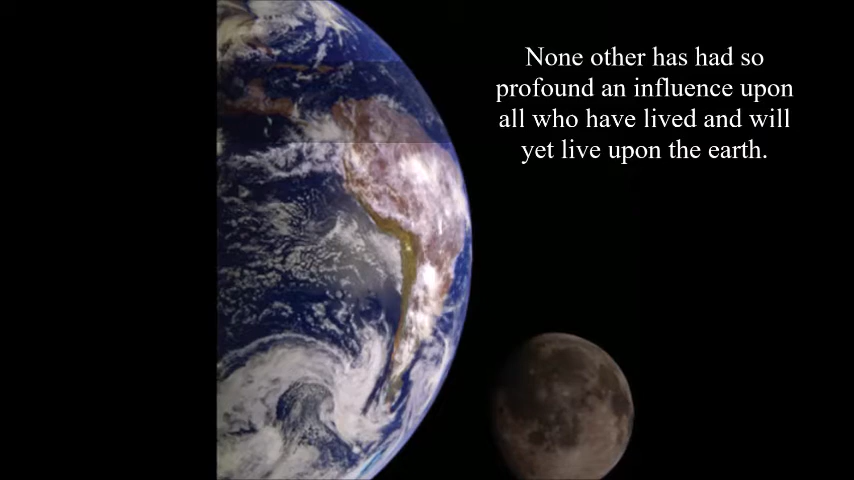 None other has had so
profound an influence upon
all who have lived and will
yet live upon the earth.